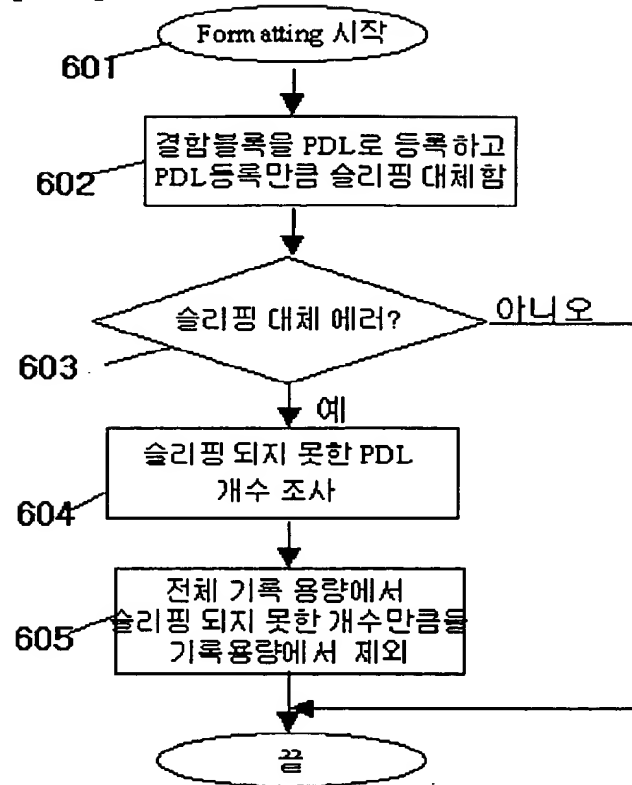 Formatting 시작
601
결함블록을 PDL로 등록하고
PDL등록만큼 슬리핑 대체함
602
슬리핑 대체 에러?
아니오
603
예
슬리핑 되지 못한 PDL
개수 조사
604
전체 기록 용량에서
슬리핑 되지 못한 개수만큼을
기록용량에서 제외
605
끝